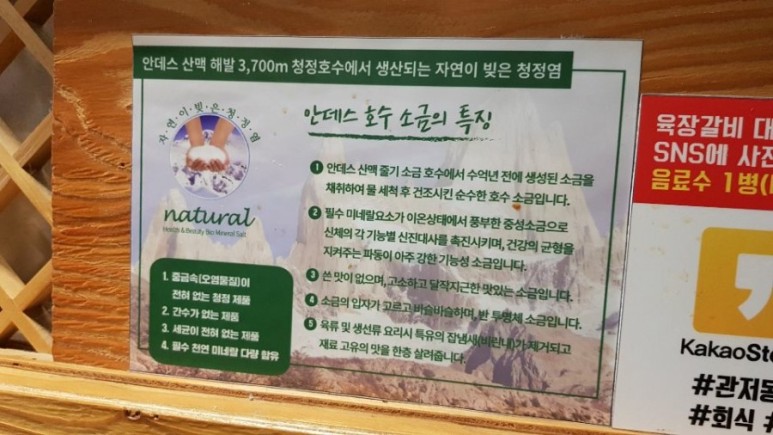 안데스 산맥 해발 3,700m 청정호수에서 생산되는 자연이 빚은 청정염
자·연·이·빚·은·청·정·염
natural
Health & Beauty Bio Mineral Salt
안데스 호수 소금의 특징
1 안데스 산맥 줄기 소금 호수에서 수억년 전에 생성된 소금을
채취하여 물 세척 후 건조시킨 순수한 호수 소금입니다.
2 필수 미네랄요소가 이온상태에서 풍부한 중성소금으로
신체의 각 기능별 신진대사를 촉진시키며, 건강의 균형을
지켜주는 파동이 아주 강한 기능성 소금입니다.
3 쓴 맛이 없으며, 고소하고 달작지근한 맛있는 소금입니다.
4 소금의 입자가 고르고 바슬바슬하며, 반 투명체 소금입니다.
5 육류 및 생선류 요리시 특유의 잡냄새(비린내)가 제거되고
재료 고유의 맛을 한층 살려줍니다.
1. 중금속(오염물질)이
전혀 없는 청정 제품
2. 간수가 없는 제품
3. 세균이 전혀 없는 제품
4. 필수 천연 미네랄 다량 함유
육장갈비 대
SNS에 사진
음료수 1병(
KakaoSto
#관저동
#회식 #